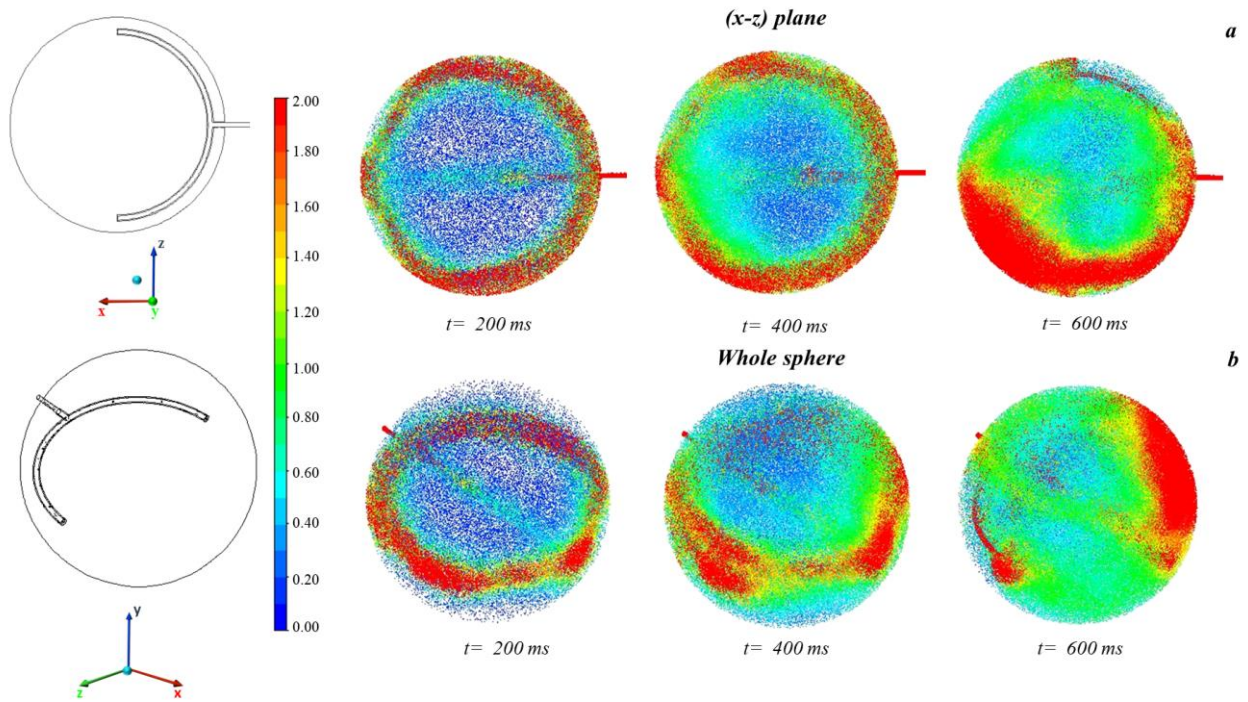 (x-z) plane
a
z
x
y
2.00
1.80
1.60
1.40
1.20
1.00
0.80
0.60
0.40
0.20
0.00
t= 200 ms
t= 400 ms
t= 600 ms
Whole sphere
b
y
z
x
t= 200 ms
t= 400 ms
t= 600 ms